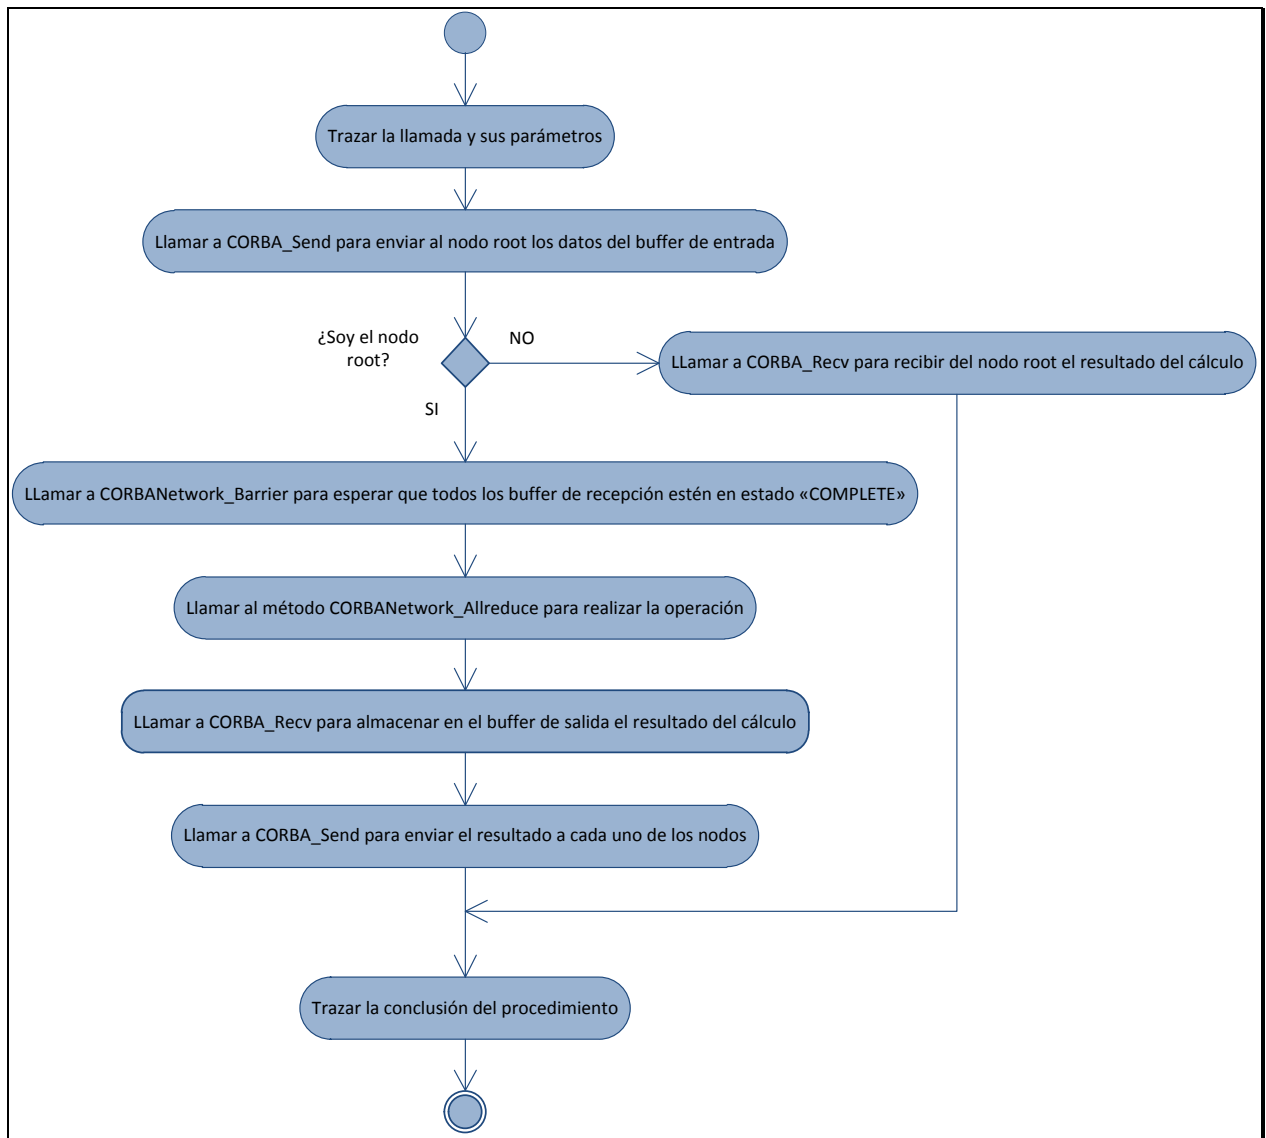 Trazar la llamada y sus parámetros
Llamar a CORBA_Send para enviar al nodo root los datos del buffer de entrada
¿Soy el nodo
root?
NO
LLamar a CORBA_Recv para recibir del nodo root el resultado del cálculo
SI
LLamar a CORBANetwork_Barrier para esperar que todos los buffer de recepción estén en estado «COMPLETE»
Llamar al método CORBANetwork_Allreduce para realizar la operación
LLamar a CORBA_Recv para almacenar en el buffer de salida el resultado del cálculo
Llamar a CORBA_Send para enviar el resultado a cada uno de los nodos
Trazar la conclusión del procedimiento